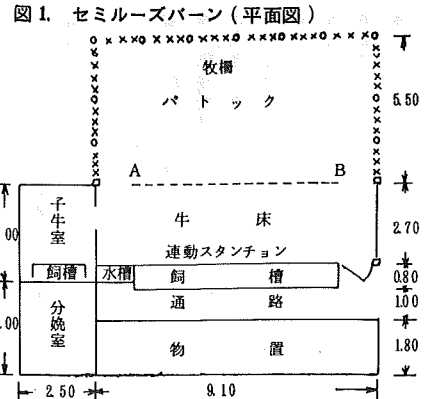 図1. セミルーズバーン(平面図)
牧柵
パトック
5.50
A B
子牛室
牛床
2.70
00
連動スタンチョン
飼槽 水槽 飼槽
0.80
通路
1.00
分娩室
.00
物置
1.80
2.50 9.10